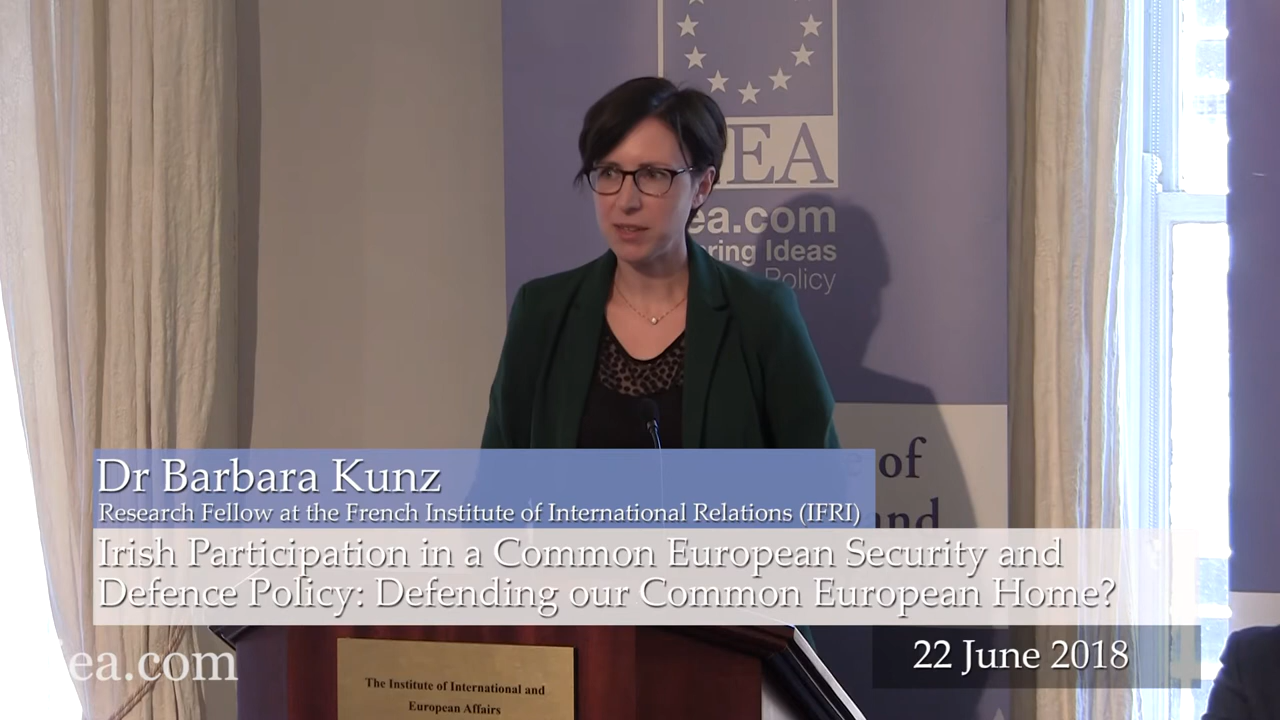 EA
ea.com
ring Ideas
Policy
of
and
Dr Barbara Kunz
Research Fellow at the French Institute of International Relations (IFRI)
Irish Participation in a Common European Security and
Defence Policy: Defending our Common European Home?
22 June 2018
ea.com
The Institute of International and
European Affairs